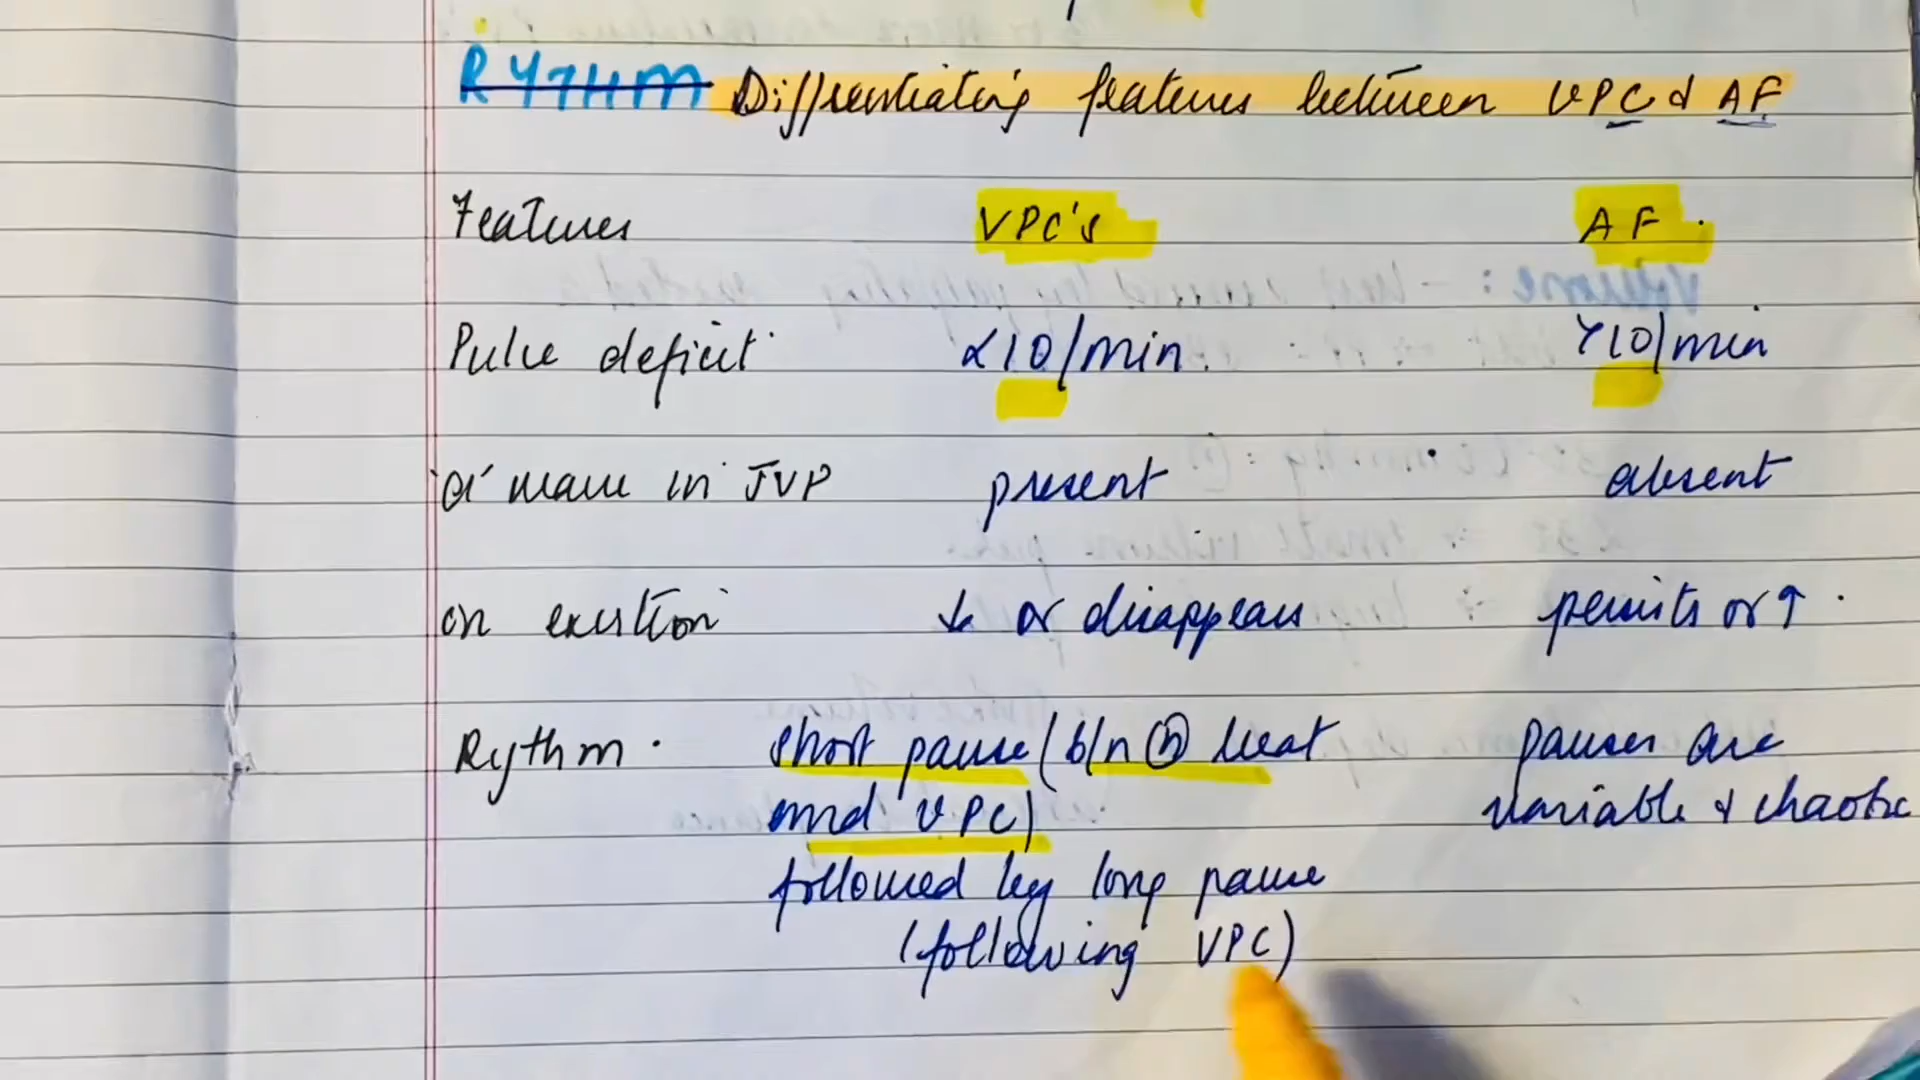 RYTHM Differentiating features between VPC & AF
Features VPC's AF.
Pulse deficit <10/min. >10/min
'a' wave in JVP present absent
on exertion ↓ or disappears persists or ↑.
Rythm. short pause (b/n (n) beat pauses are
and VPC) variable & chaotic
followed by long pause
(following VPC)